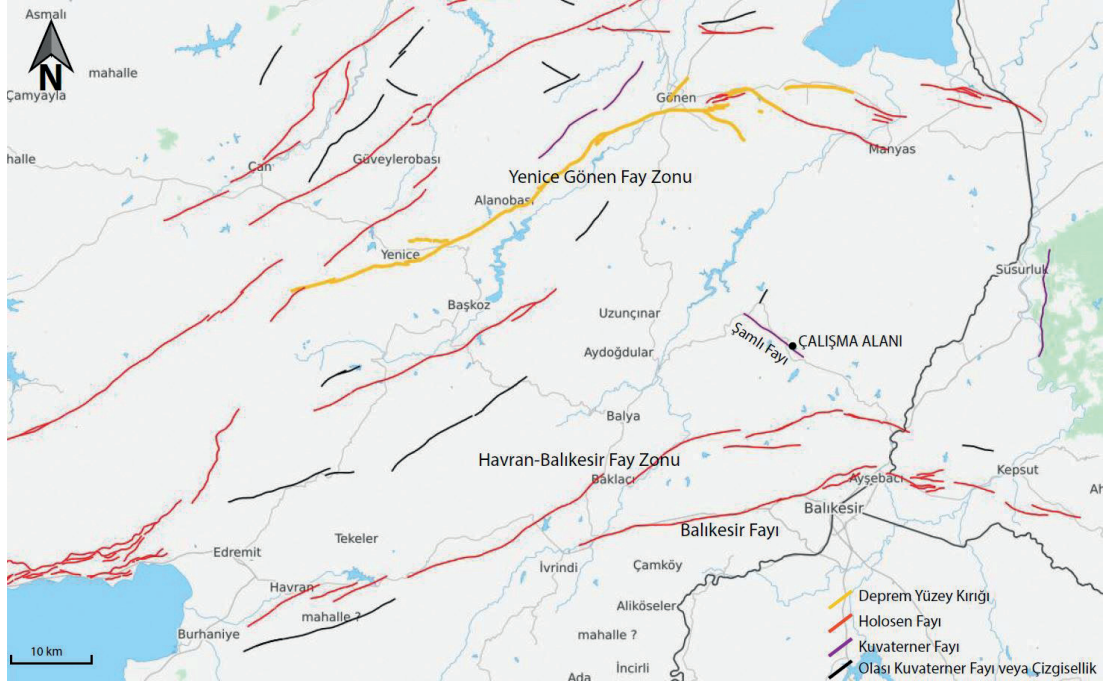 Asmalı
N
mahalle
Çamyayla
halle
Çan
Güveylerobası
Gönen
Manyas
Yenice Gönen Fay Zonu
Alanobası
Yenice
Susurluk
Başkoz
Uzunçınar
Şamlı Fayı
ÇALIŞMA ALANI
Aydoğdular
Balya
Havran-Balıkesir Fay Zonu
Baklacı
Kepsut
Ayşebacı
Ah
Balıkesir
Balıkesir Fayı
Tekeler
Edremit
İvrindi
Çamköy
Havran
mahalle ?
Burhaniye
Aliköseler
mahalle ?
İncirli
Ada
10 km
Deprem Yüzey Kırığı
Holosen Fayı
Kuvaterner Fayı
Olası Kuvaterner Fayı veya Çizgisellik